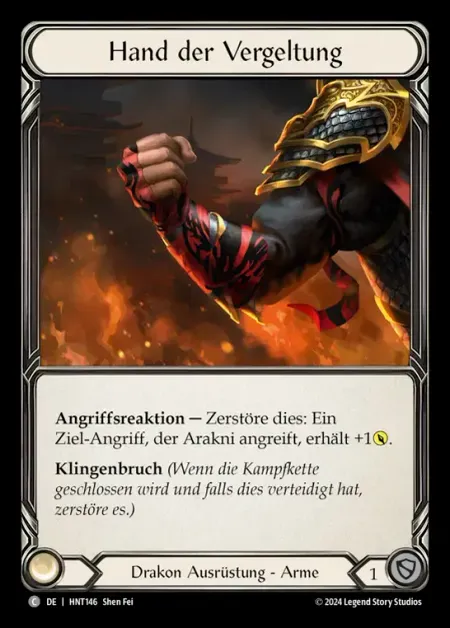 Hand der Vergeltung
Angriffsreaktion — Zerstöre dies: Ein
Ziel-Angriff, der Arakni angreift, erhält +1.
Klingenbruch (Wenn die Kampfkette
geschlossen wird und falls dies verteidigt hat,
zerstöre es.)
Drakon Ausrüstung - Arme
1
C DE | HNT146 Shen Fei
© 2024 Legend Story Studios